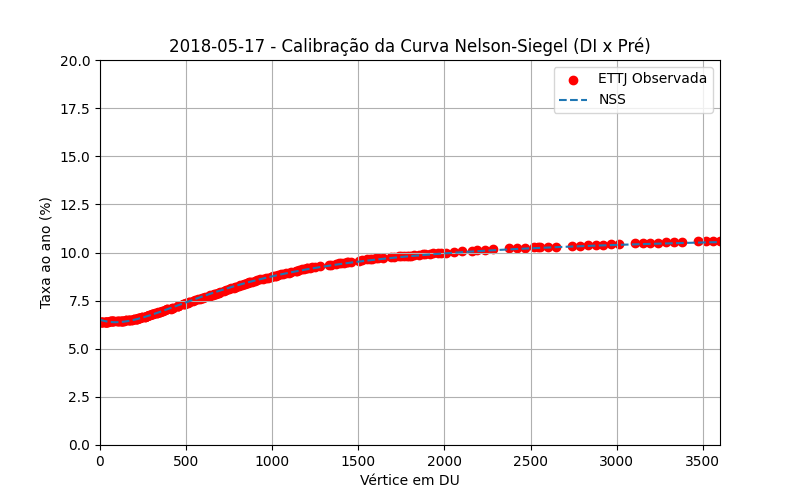 2018-05-17 - Calibração da Curva Nelson-Siegel (DI x Pré)
ETTJ Observada
NSS
Taxa ao ano (%)
20.0
17.5
15.0
12.5
10.0
7.5
5.0
2.5
0.0
0 500 1000 1500 2000 2500 3000 3500
Vértice em DU